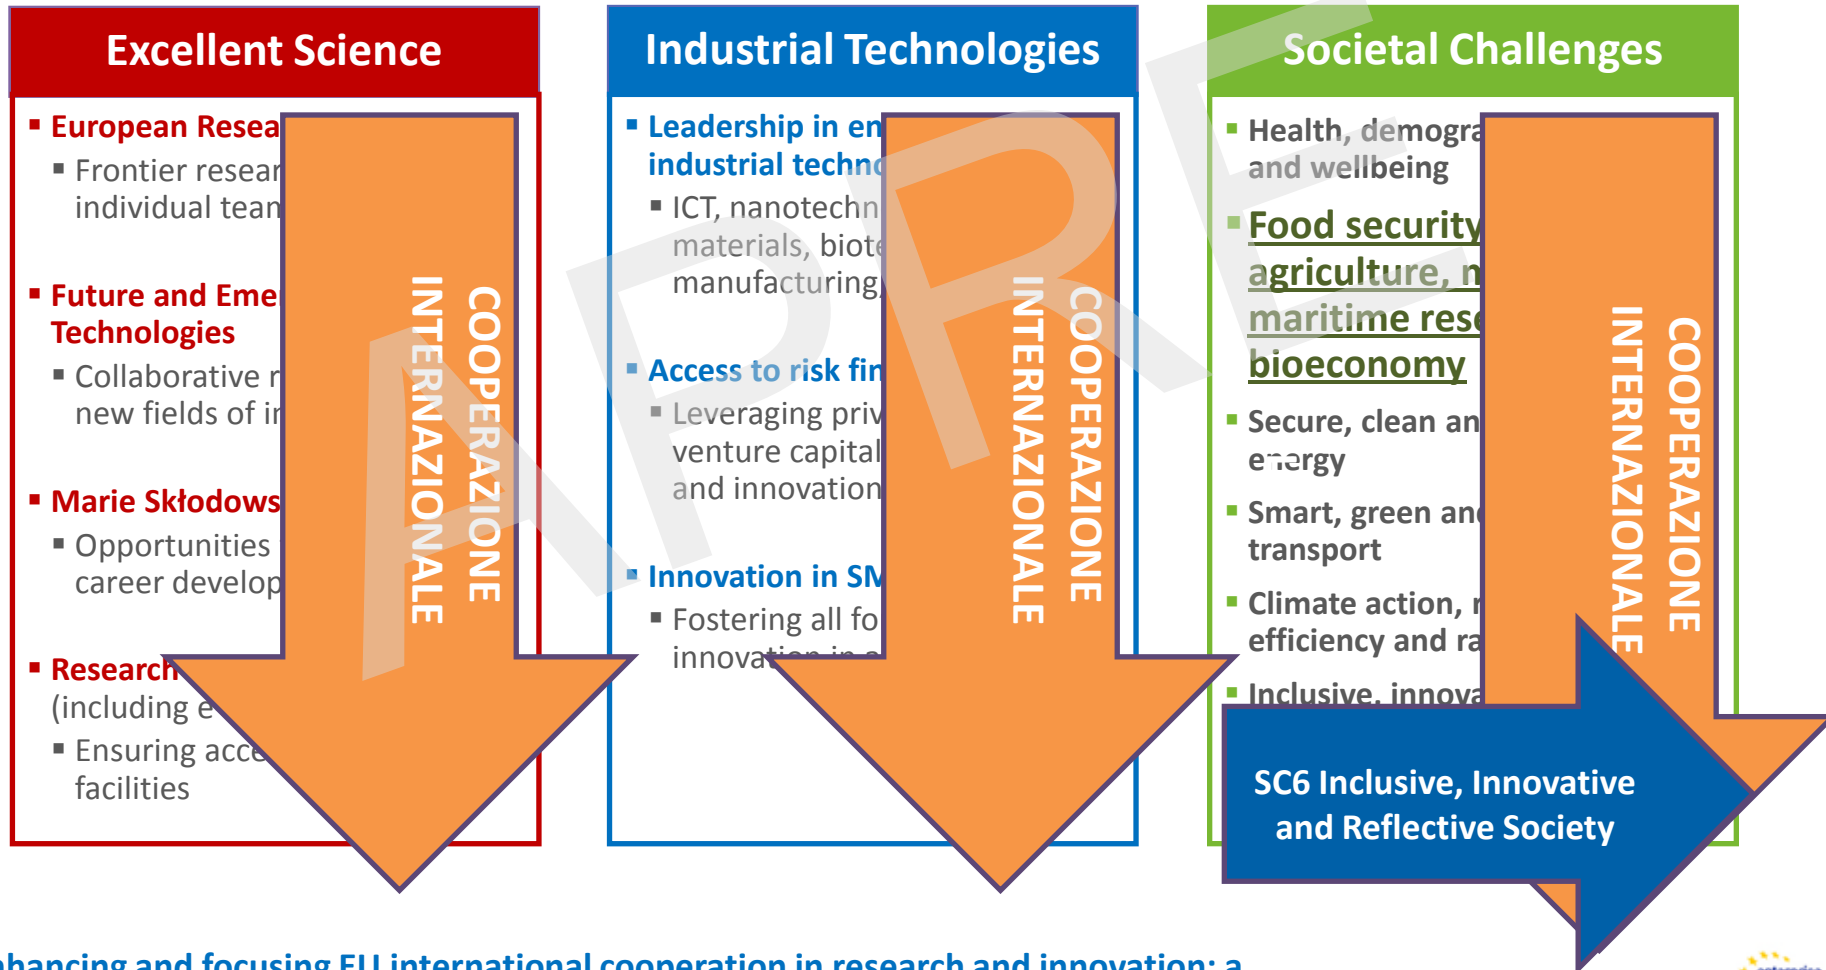 Excellent Science
European Resea
Frontier resear
individual tean
Future and Eme
Technologies
Collaborative r
new fields of in
Marie Skłodows
Opportunities
career develop
Research
(including e
Ensuring acce
facilities
COOPERAZIONE
INTERNAZIONALE
Industrial Technologies
Leadership in en
industrial techno
ICT, nanotechn
materials, biote
manufacturing,
Access to risk fin
Leveraging priv
venture capital
and innovation
Innovation in SM
Fostering all fo
innovation in a
COOPERAZIONE
INTERNAZIONALE
Societal Challenges
Health, demogra
and wellbeing
Food security
agriculture, m
maritime rese
bioeconomy
Secure, clean an
energy
Smart, green and
transport
Climate action, r
efficiency and ra
Inclusive, innova
COOPERAZIONE
INTERNAZIONALE
SC6 Inclusive, Innovative
and Reflective Society
APRE
nhancing and focusing EU international cooperation in research and innovation: a